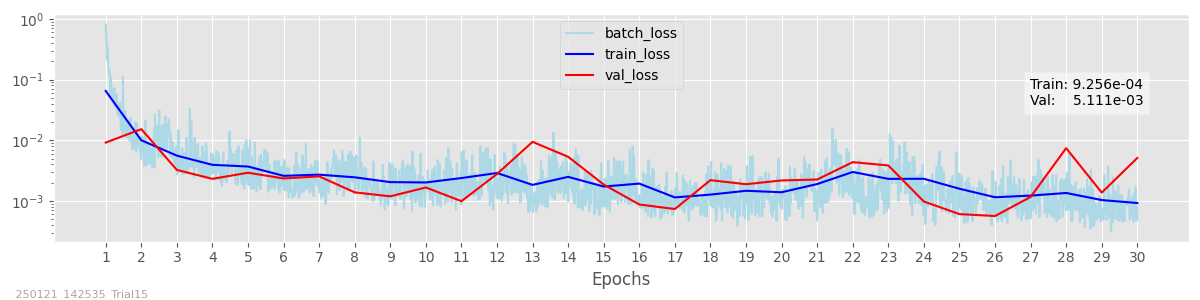 10⁰
10⁻¹
10⁻²
10⁻³
batch_loss
train_loss
val_loss
Train: 9.256e-04
Val: 5.111e-03
1 2 3 4 5 6 7 8 9 10 11 12 13 14 15 16 17 18 19 20 21 22 23 24 25 26 27 28 29 30
Epochs
250121_142535_Trial15